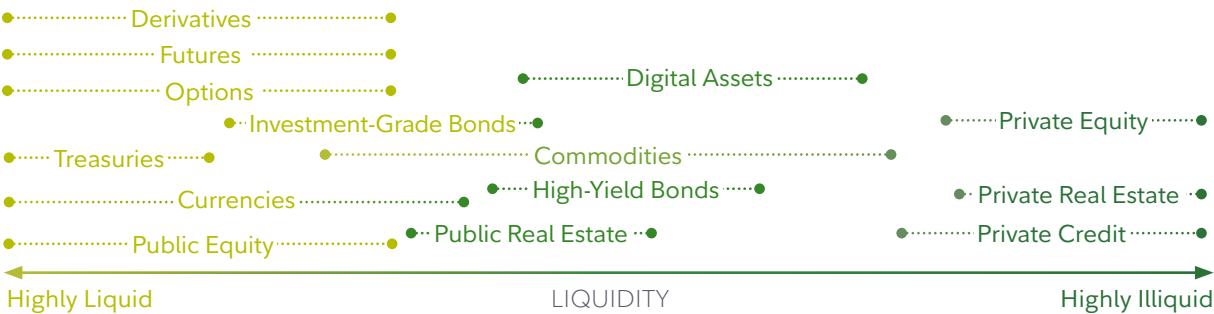 Derivatives
Futures
Digital Assets
Options
Investment-Grade Bonds
Private Equity
Treasuries
Commodities
High-Yield Bonds
Private Real Estate
Currencies
Public Real Estate
Private Credit
Public Equity
Highly Liquid
LIQUIDITY
Highly Illiquid